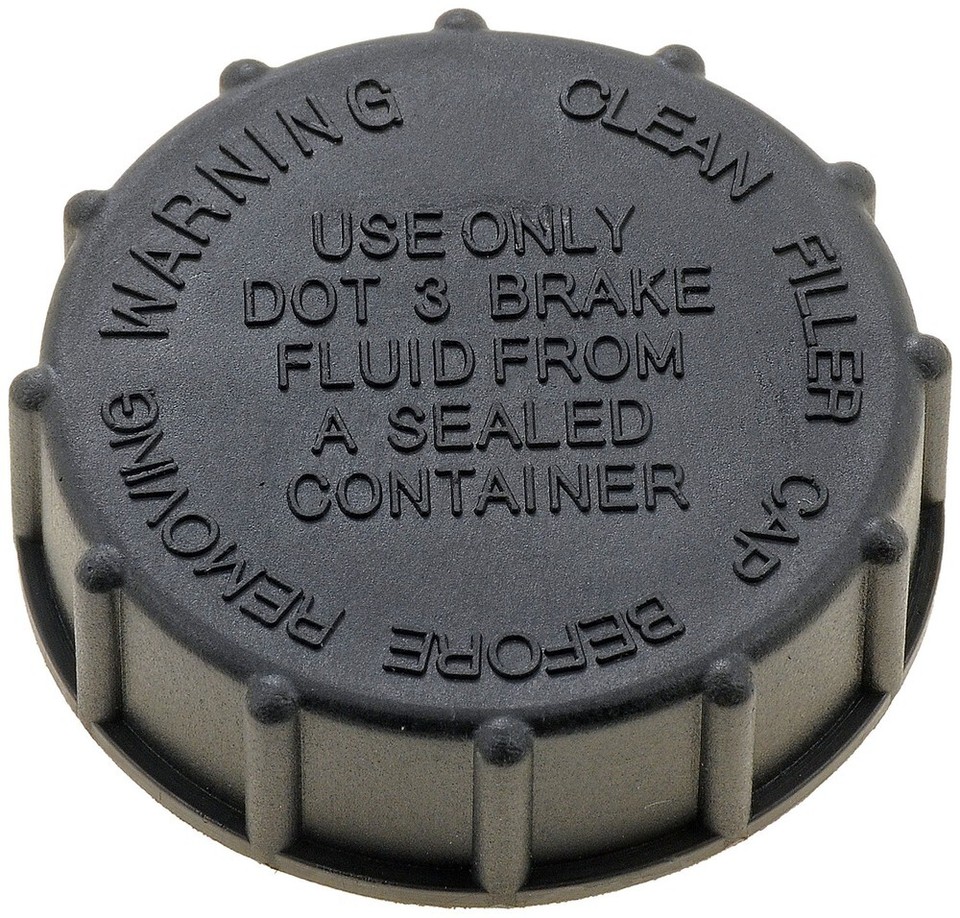 WARNING CLEAN FILLER CAP BEFORE REMOVING
USE ONLY
DOT 3 BRAKE
FLUID FROM
A SEALED
CONTAINER